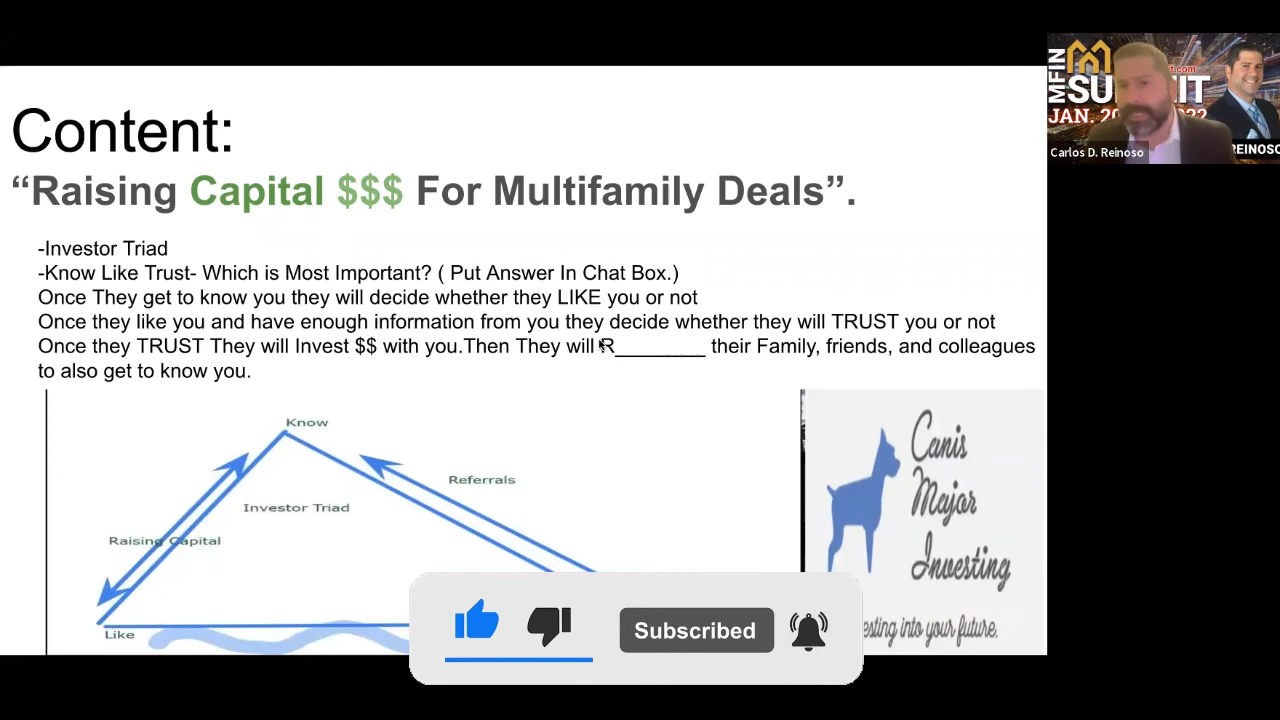 Content:
“Raising Capital $$$ For Multifamily Deals”.
-Investor Triad
-Know Like Trust- Which is Most Important? ( Put Answer In Chat Box.)
Once They get to know you they will decide whether they LIKE you or not
Once they like you and have enough information from you they decide whether they will TRUST you or not
Once they TRUST They will Invest $$ with you.Then They will R________ their Family, friends, and colleagues
to also get to know you.
Know
Referrals
Investor Triad
Raising Capital
Like
Canis
Major
Investing
into your future.
Subscribed
MFIN
JAN.
Carlos D. Reinoso